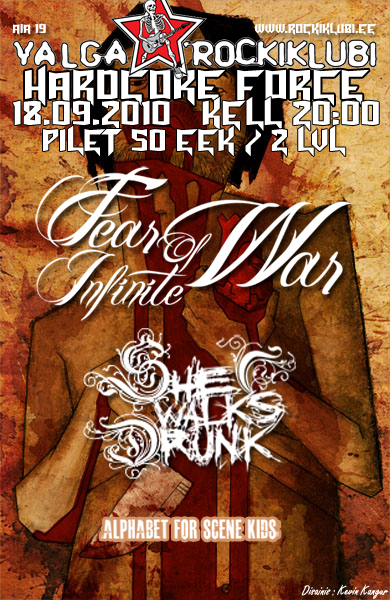 AIA 19
WWW.ROCKIKLUBI.EE
VALGA ROCKIKLUBI
HARDCORE FORCE
18.09.2010 KELL 20:00
PILET 50 EEK / 2 LVL
Fear Of
Infinite War
SHE
WALKS
DRUNK
ALPHABET FOR SCENE KIDS
Disainis : Kevin Kangur